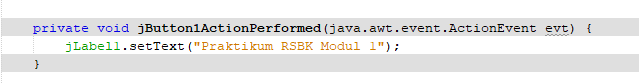 private void jButton1ActionPerformed(java.awt.event.ActionEvent evt) {
jLabel1.setText("Praktikum RSBK Modul 1");
}